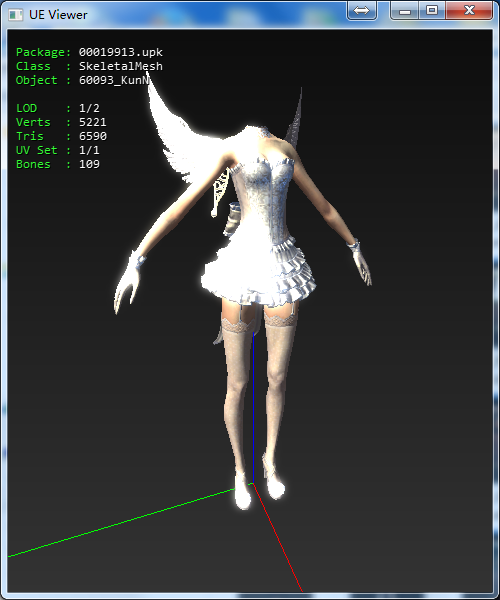 UE Viewer
Package: 00019913.upk
Class : SkeletalMesh
Object : 60093_KunN
LOD : 1/2
Verts : 5221
Tris : 6590
UV Set : 1/1
Bones : 109